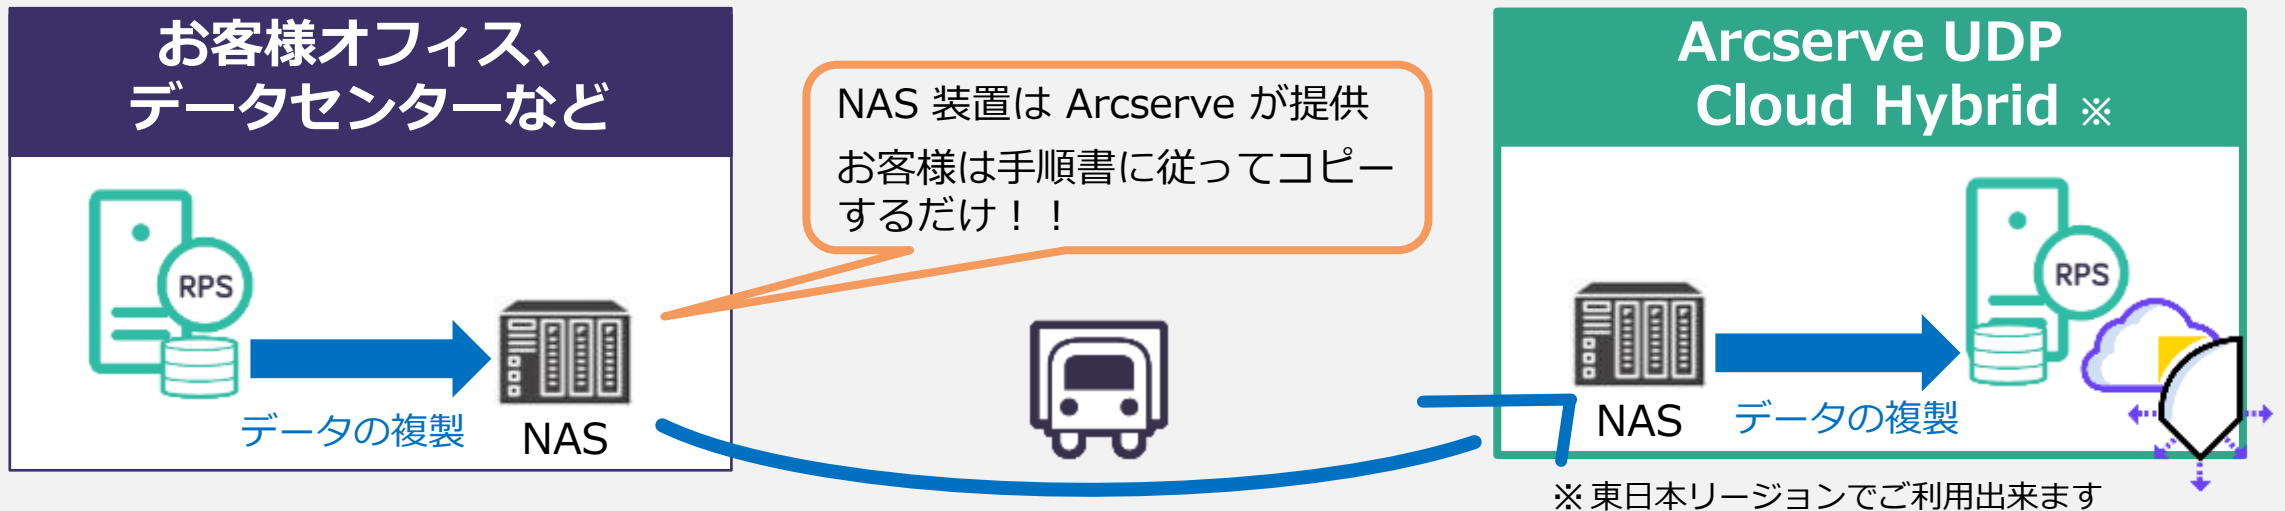 お客様オフィス、
データセンターなど
RPS
データの複製
NAS
NAS 装置は Arcserve が提供
お客様は手順書に従ってコピー
するだけ！！
Arcserve UDP
Cloud Hybrid ※
RPS
NAS
データの複製
※ 東日本リージョンでご利用出来ます